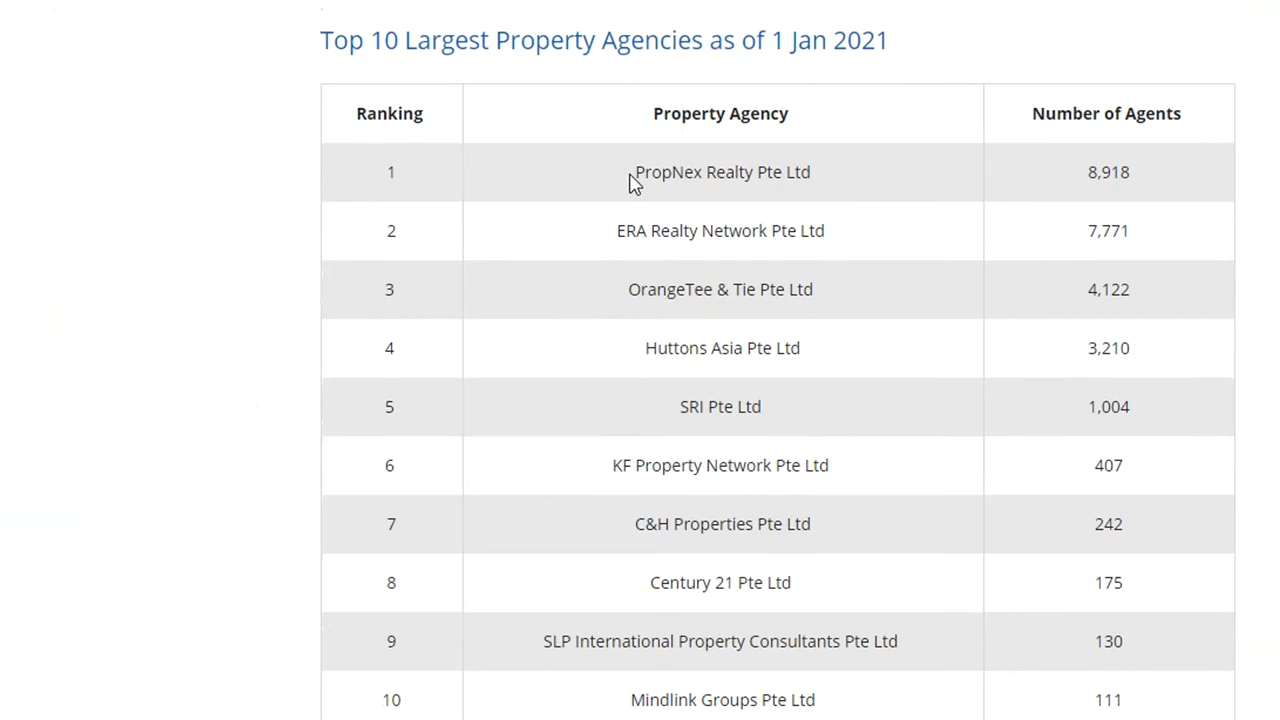 Top 10 Largest Property Agencies as of 1 Jan 2021
Ranking Property Agency Number of Agents
1 PropNex Realty Pte Ltd 8,918
2 ERA Realty Network Pte Ltd 7,771
3 OrangeTee & Tie Pte Ltd 4,122
4 Huttons Asia Pte Ltd 3,210
5 SRI Pte Ltd 1,004
6 KF Property Network Pte Ltd 407
7 C&H Properties Pte Ltd 242
8 Century 21 Pte Ltd 175
9 SLP International Property Consultants Pte Ltd 130
10 Mindlink Groups Pte Ltd 111